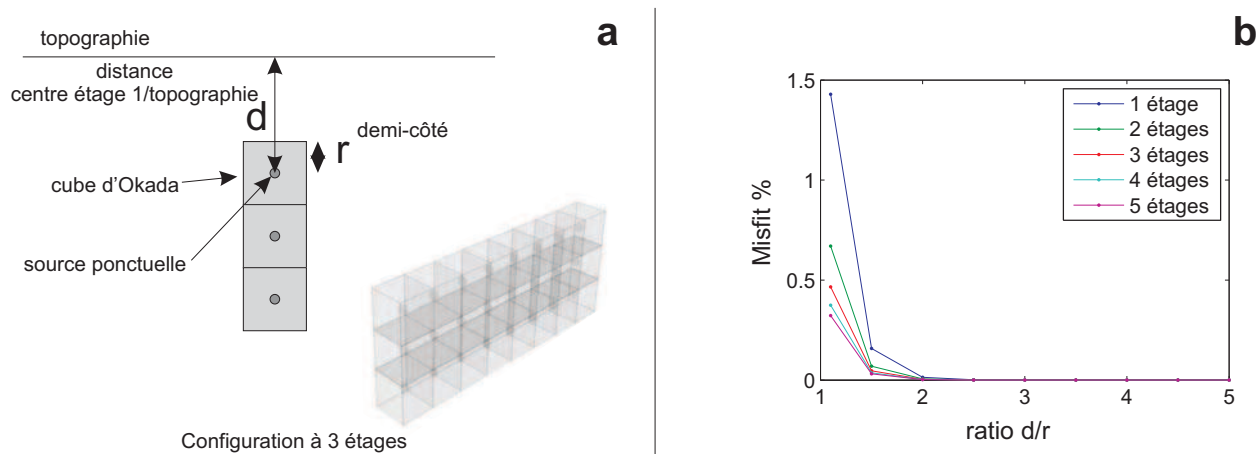 a
topographie
distance
centre étage 1/topographie
d
r
demi-côté
cube d'Okada
source ponctuelle
Configuration à 3 étages
b
1.5
1
0.5
0
Misfit %
1 étage
2 étages
3 étages
4 étages
5 étages
1 2 3 4 5
ratio d/r